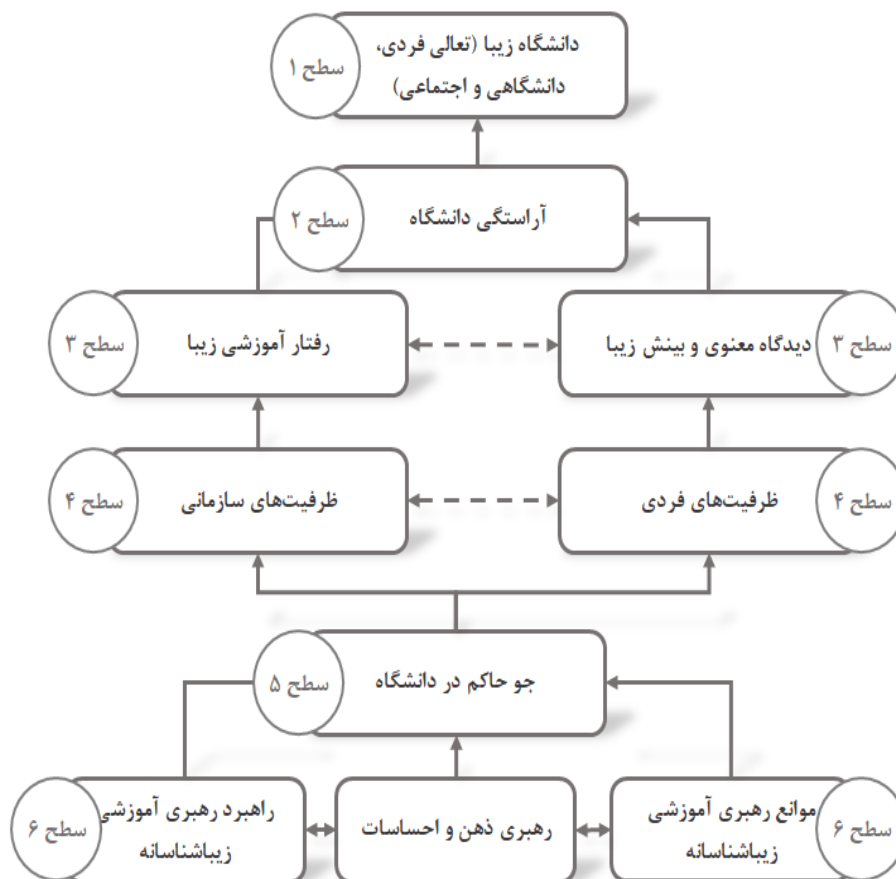 دانشگاه زیبا (تعالی فردی،
دانشگاهی و اجتماعی)
سطح ۱
آراستگی دانشگاه
سطح ۲
سطح ۳
دیدگاه معنوی و بینش زیبا
رفتار آموزشی زیبا
سطح ۳
سطح ۴
ظرفیت‌های فردی
ظرفیت‌های سازمانی
سطح ۴
جو حاکم در دانشگاه
سطح ۵
سطح ۶
موانع رهبری آموزشی
زیباشناسانه
رهبری ذهن و احساسات
راهبرد رهبری آموزشی
زیباشناسانه
سطح ۶